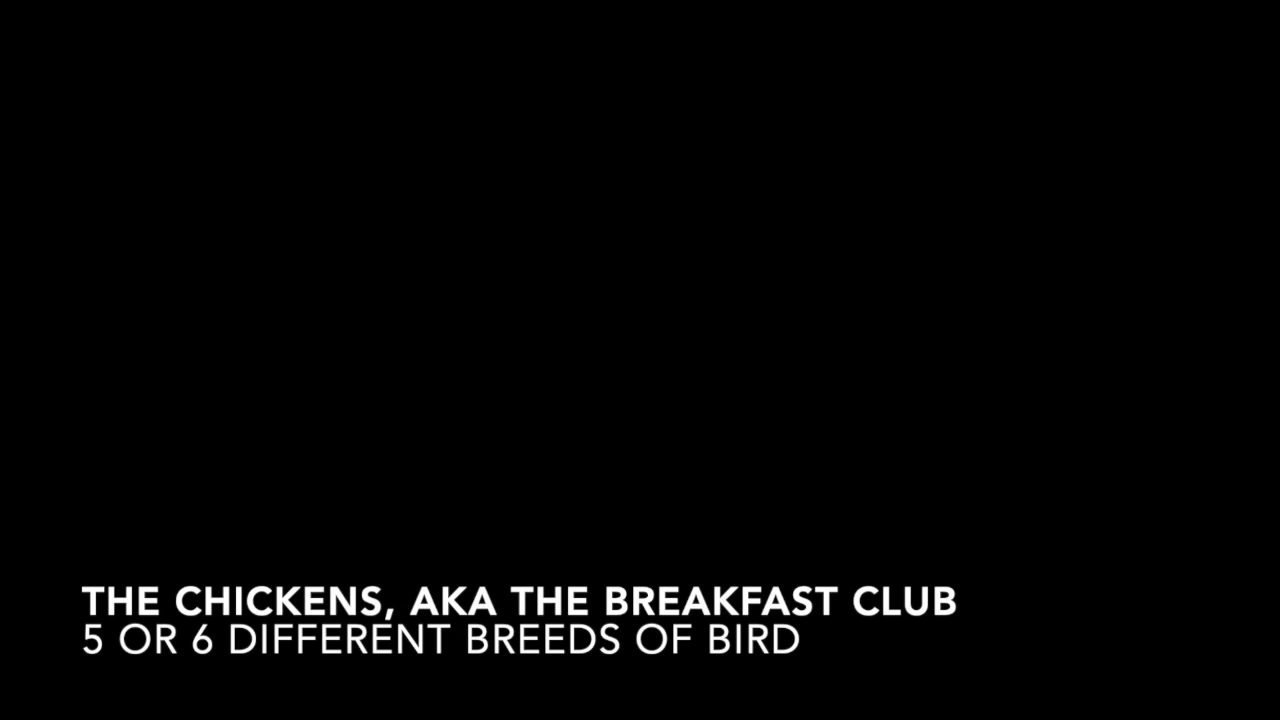 THE CHICKENS, AKA THE BREAKFAST CLUB
5 OR 6 DIFFERENT BREEDS OF BIRD